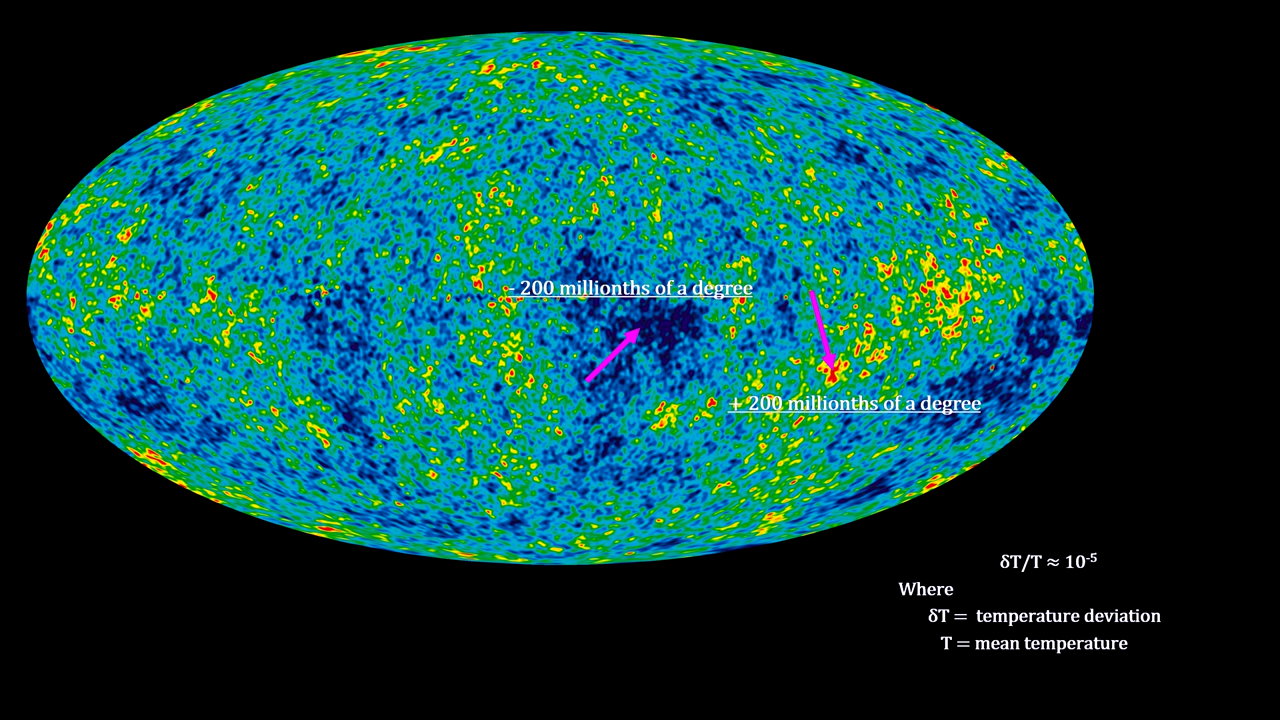 - 200 millionths of a degree
+ 200 millionths of a degree
δT/T ≈ 10⁻⁵
Where
δT = temperature deviation
T = mean temperature